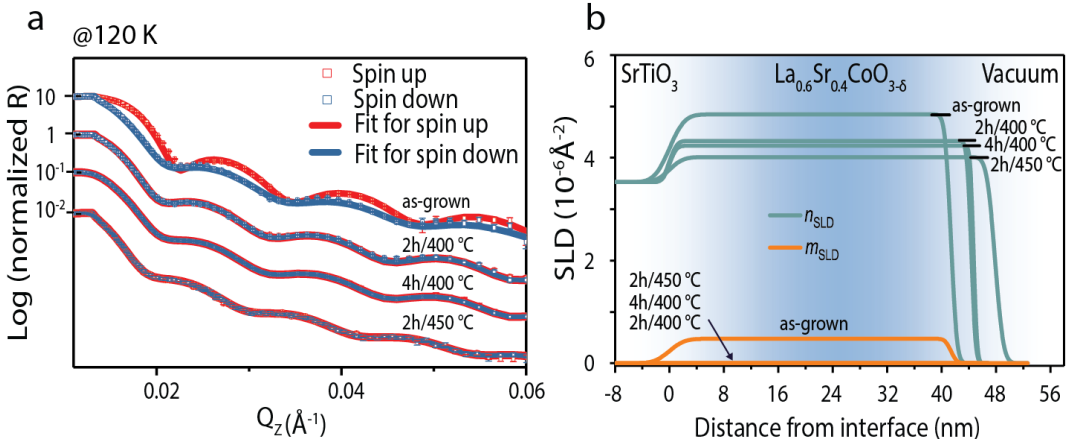 a
@120 K
Log (normalized R)
10
1
10-1
10-2
Spin up
Spin down
Fit for spin up
Fit for spin down
as-grown
2h/400 °C
4h/400 °C
2h/450 °C
0.02
0.04
0.06
QZ(Å-1)
b
SLD (10-6Å-2)
6
4
2
0
SrTiO3
La0.6Sr0.4CoO3-δ
Vacuum
as-grown
2h/400 °C
4h/400 °C
2h/450 °C
nSLD
mSLD
2h/450 °C
4h/400 °C
2h/400 °C
as-grown
-8
0
8
16
24
32
40
48
56
Distance from interface (nm)